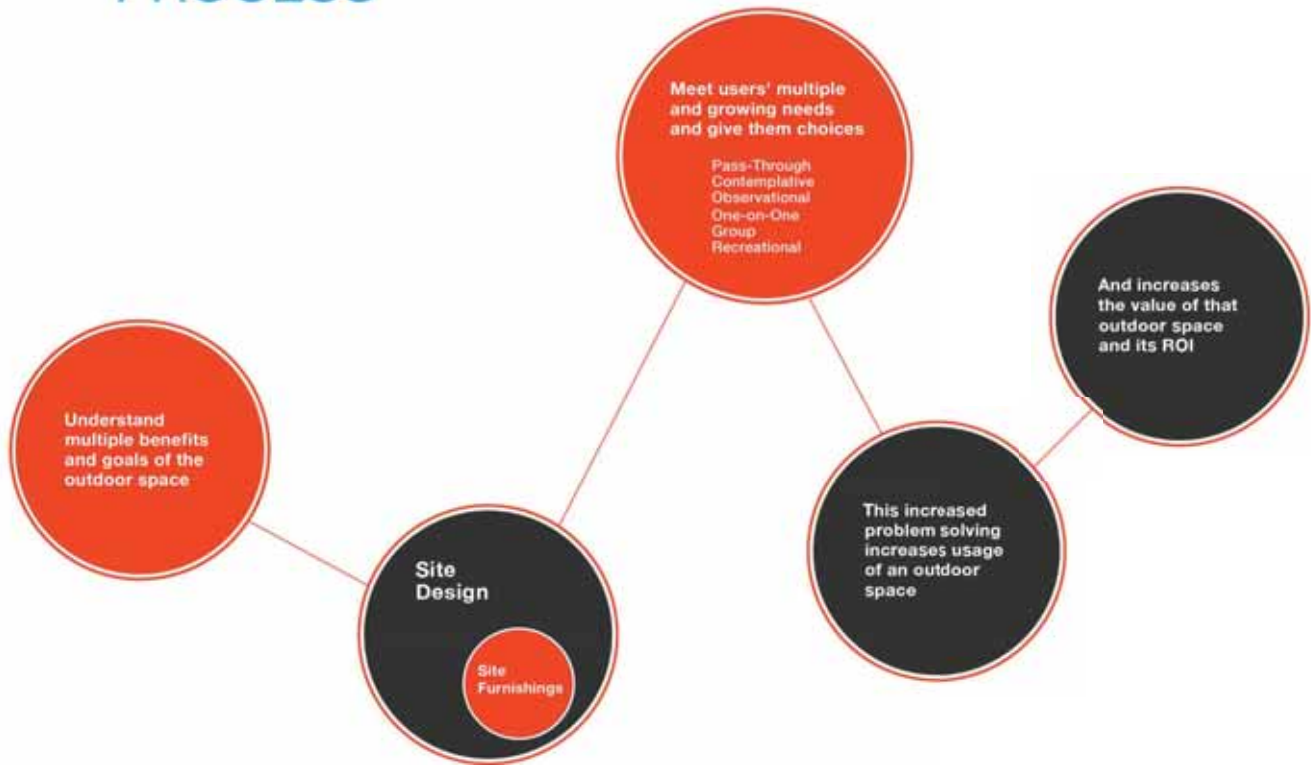 PROCESS
Understand
multiple benefits
and goals of the
outdoor space
Site
Design
Site
Furnishings
Meet users' multiple
and growing needs
and give them choices
Pass-Through
Contemplative
Observational
One-on-One
Group
Recreational
This increased
problem solving
increases usage
of an outdoor
space
And increases
the value of that
outdoor space
and its ROI